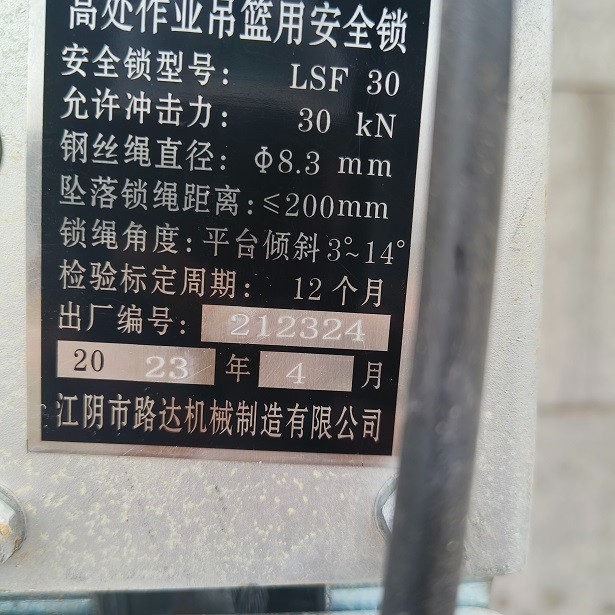 高处作业吊篮用安全锁
安全锁型号: LSF 30
允许冲击力: 30 kN
钢丝绳直径: Φ8.3 mm
坠落锁绳距离:≤200mm
锁绳角度:平台倾斜3°~14°
检验标定周期: 12个月
出厂编号: 212324
20 23 年 4 月
江阴市路达机械制造有限公司